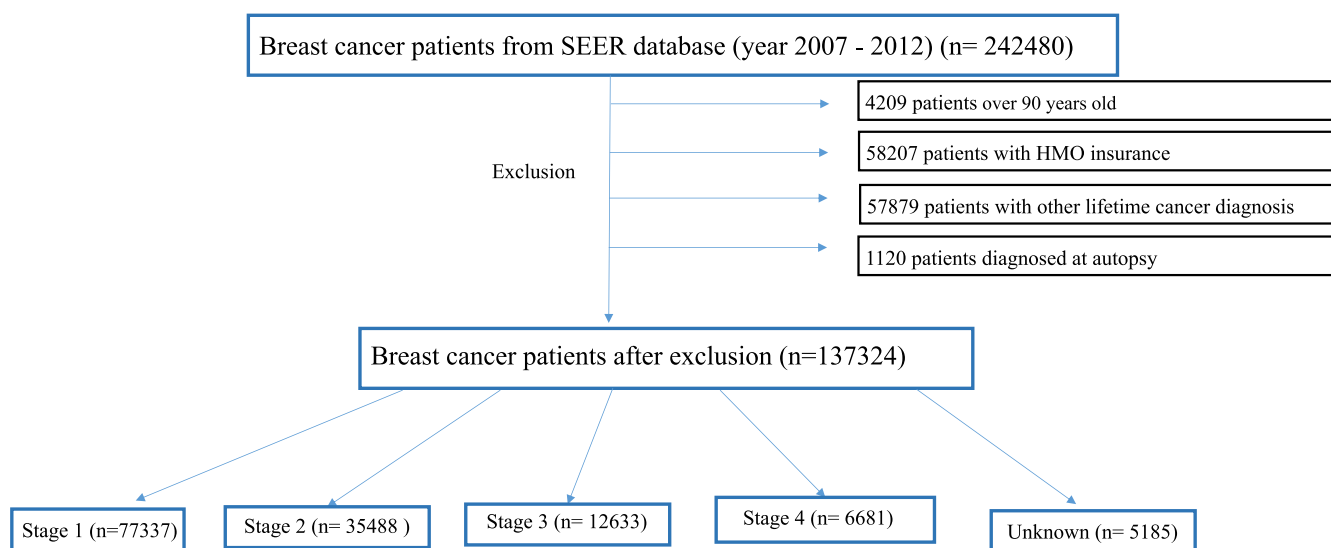 Breast cancer patients from SEER database (year 2007 - 2012) (n= 242480)
4209 patients over 90 years old
58207 patients with HMO insurance
Exclusion
57879 patients with other lifetime cancer diagnosis
1120 patients diagnosed at autopsy
Breast cancer patients after exclusion (n=137324)
Stage 1 (n=77337)
Stage 2 (n= 35488 )
Stage 3 (n= 12633)
Stage 4 (n= 6681)
Unknown (n= 5185)